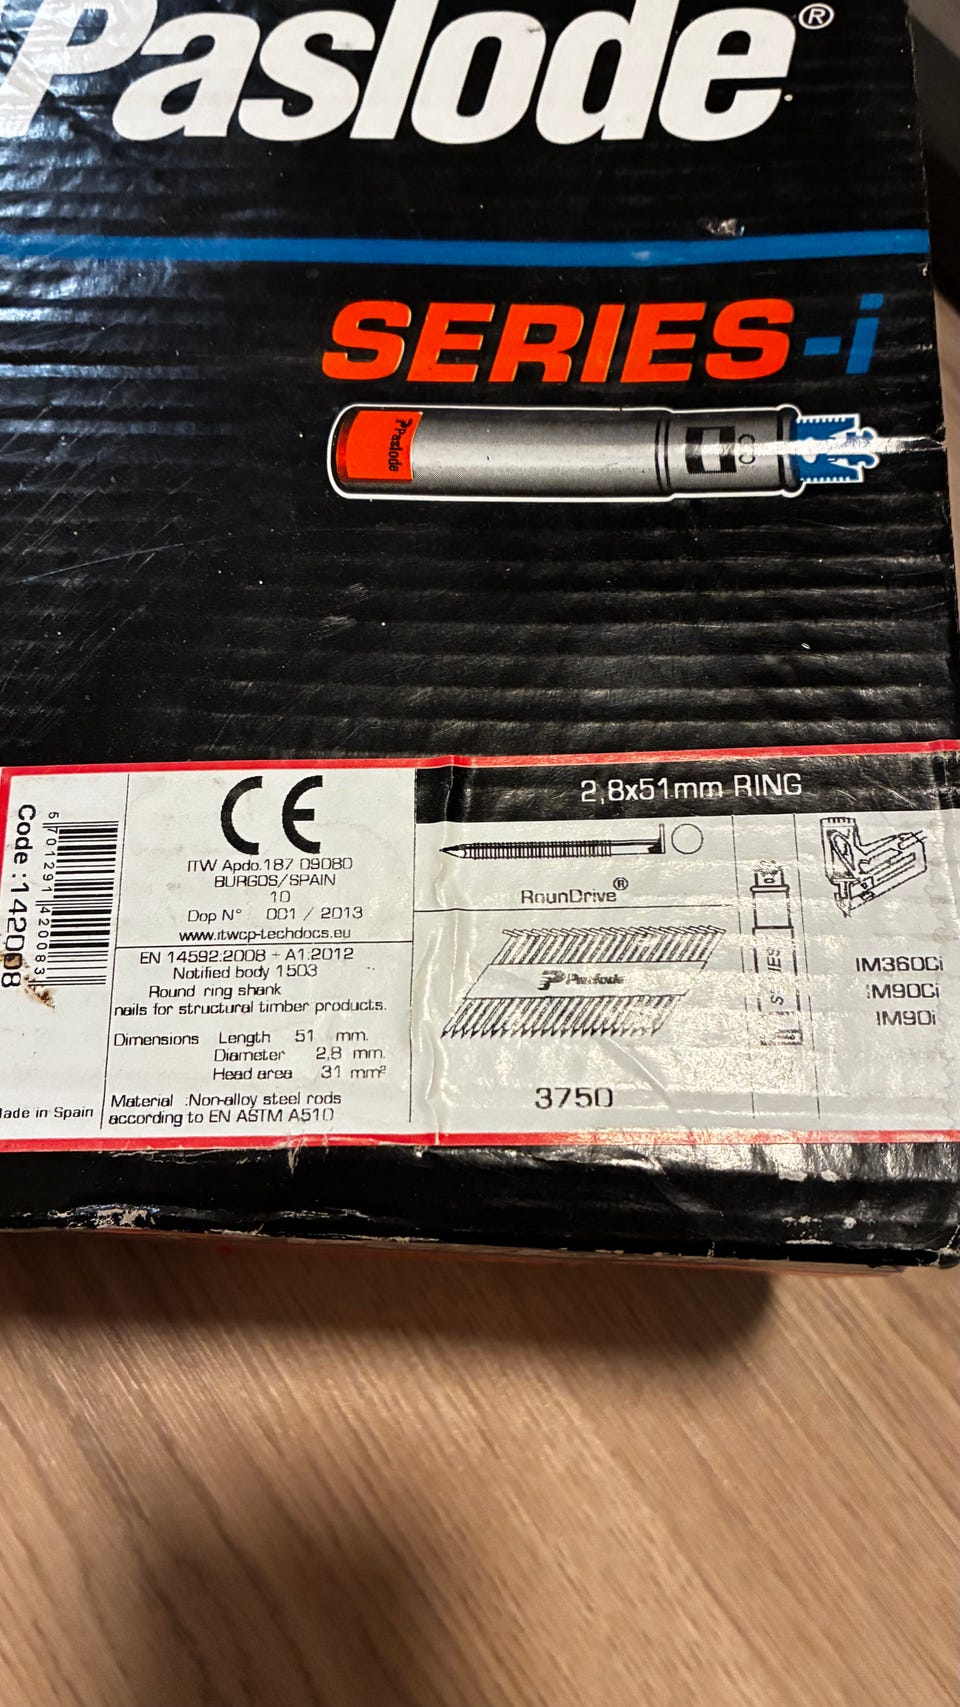 Paslode®
SERIES-i
Paslode
2,8x51mm RING
Code : 142008
5 701291 420083
CE
ITW Apdo.187 09080
BURGOS/SPAIN
10
Dop N° 001 / 2013
www.itwcp-techdocs.eu
EN 14592:2008 + A1:2012
Notified body 1503
Round ring shank
nails for structural timber products.
Dimensions Length 51 mm.
Diameter 2,8 mm.
Head area 31 mm²
Material :Non-alloy steel rods
according to EN ASTM A510
Made in Spain
RounDrive®
Paslode
3750
IM360Ci
IM90Ci
IM90i